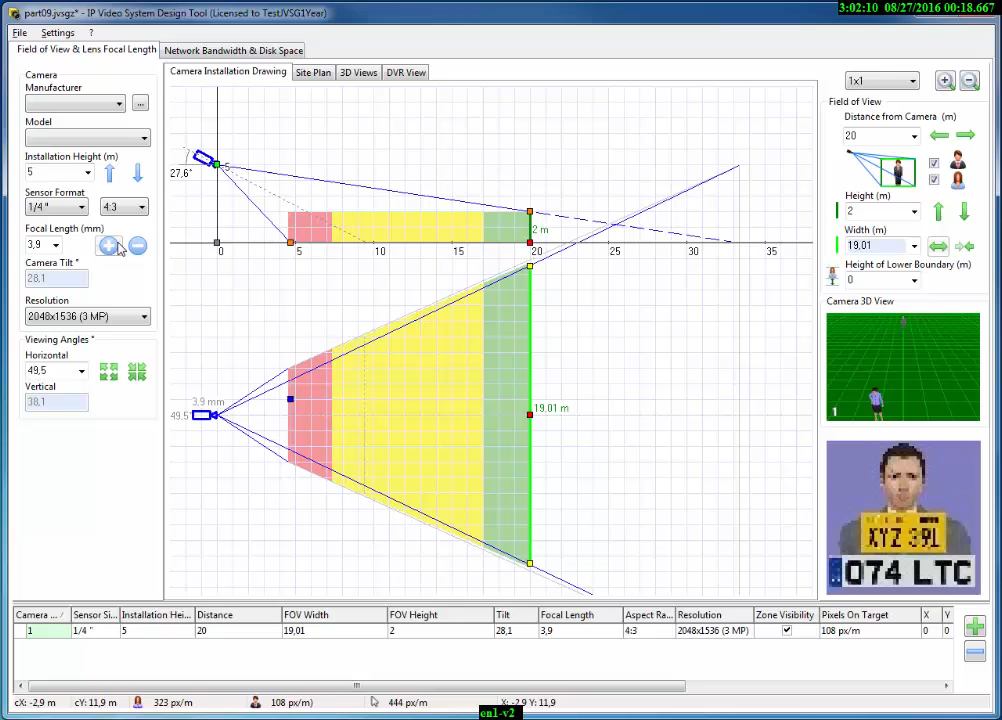 part09.jvsgz* - IP Video System Design Tool (Licensed to TestJVSG1Year)
3:02:10 08/27/2016 00:18.667
File Settings ?
Field of View & Lens Focal Length
Network Bandwidth & Disk Space
Camera Installation Drawing
Site Plan
3D Views
DVR View
Camera
Manufacturer
...
Model
Installation Height (m)
5
Sensor Format
1/4 "
4:3
Focal Length (mm)
3,9
Camera Tilt °
28,1
Resolution
2048x1536 (3 MP)
Viewing Angles °
Horizontal
49,5
Vertical
38,1
27,6°
5
2 m
0 5 10 15 20 25 30 35
3,9 mm
49.5°
19.01 m
1x1
Field of View
Distance from Camera (m)
20
Height (m)
2
Width (m)
19,01
Height of Lower Boundary (m)
0
Camera 3D View
1
XYZ 39L
074 LTC
Camera ... Sensor Si... Installation Hei... Distance FOV Width FOV Height Tilt Focal Length Aspect Ra... Resolution Zone Visibility Pixels On Target X Y
1 1/4 " 5 20 19,01 2 28,1 3,9 4:3 2048x1536 (3 MP) 108 px/m 0 0
cX: -2,9 m cY: 11,9 m 323 px/m 108 px/m) 444 px/m X: -2,9 Y: 11,9
en1-v2